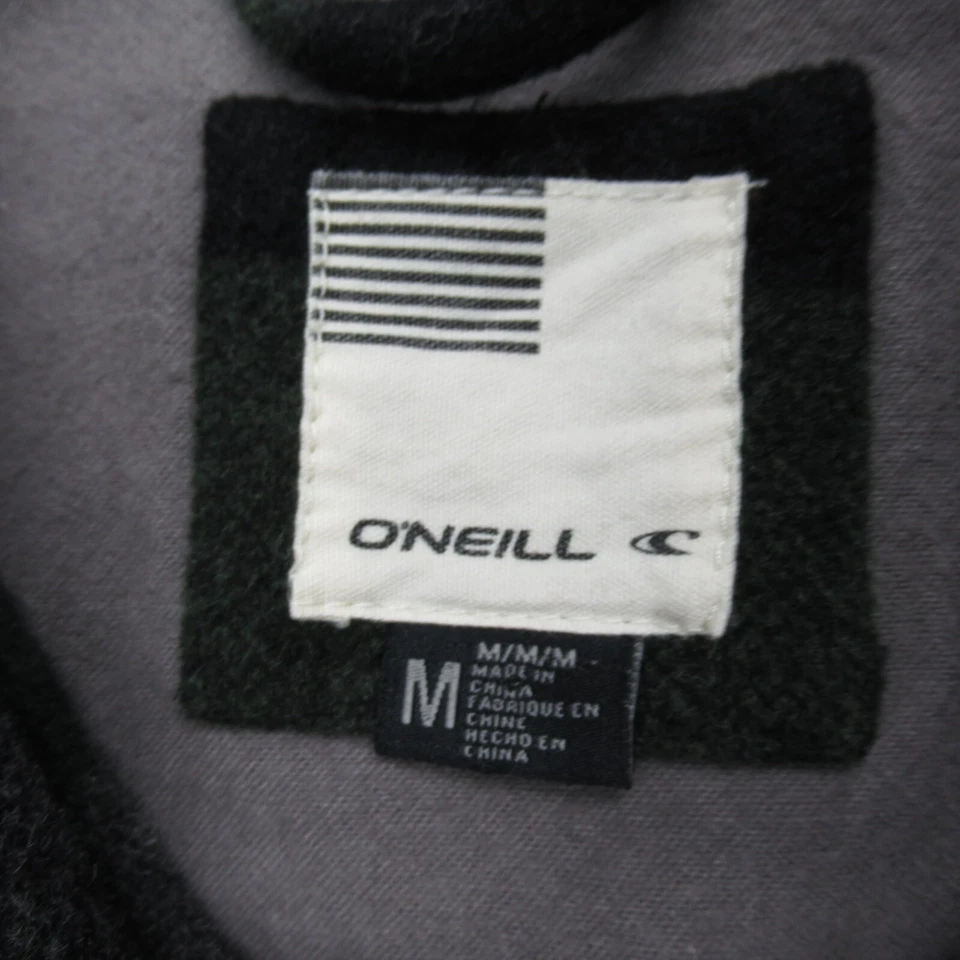 O'NEILL
M
M/M/M
MADE IN
CHINA
FABRIQUE EN
CHINE
HECHO EN
CHINA